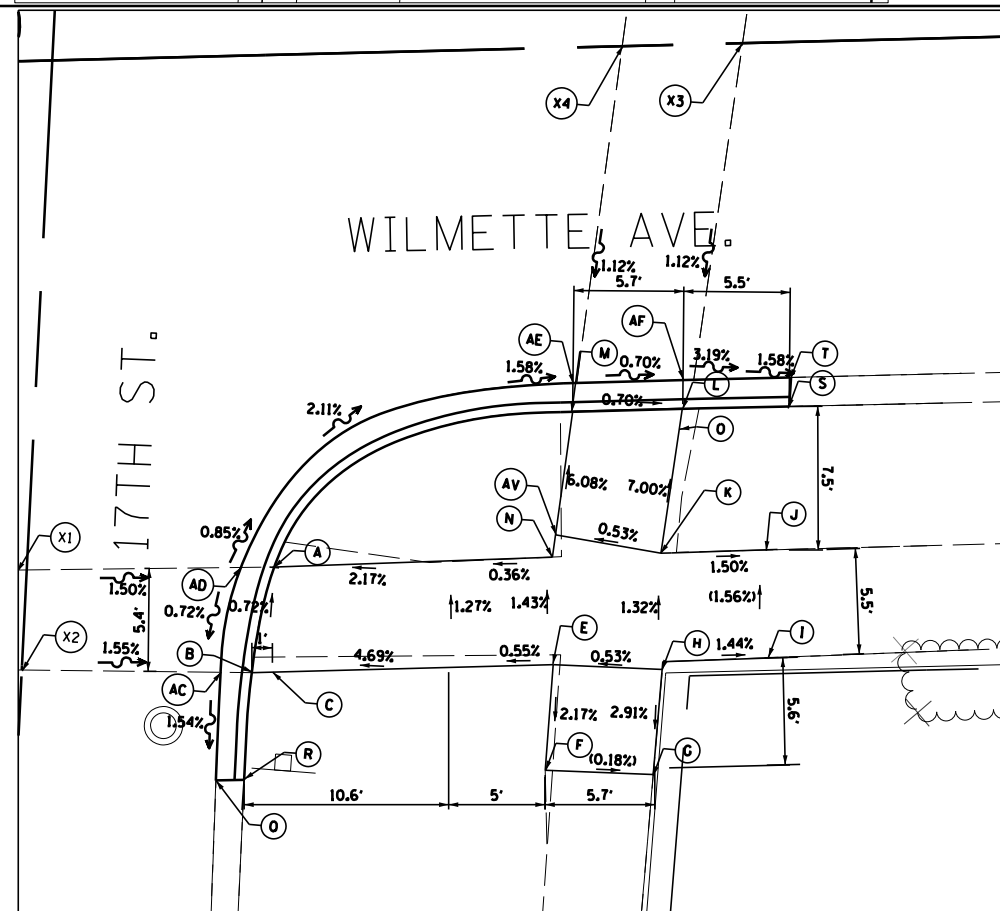 X4
X3
WILMETTE AVE.
1.12%
1.12%
5.7'
5.5'
AF
AE
M
T
3.19%
1.58%
0.70%
1.58%
L
S
0.70%
2.11%
O
17TH ST.
7.5'
6.08%
7.00%
AV
K
N
J
0.53%
0.85%
X1
A
2.17%
0.36%
1.50%
AD
1.50%
5.4'
0.72%
0.72%
1.27%
1.43%
1.32%
(1.56%)
5.5'
X2
1.55%
B
1'
E
H
I
4.69%
0.55%
0.53%
1.44%
AC
C
1.54%
2.17%
2.91%
5.6'
R
F
(0.18%)
G
10.6'
5'
5.7'
O